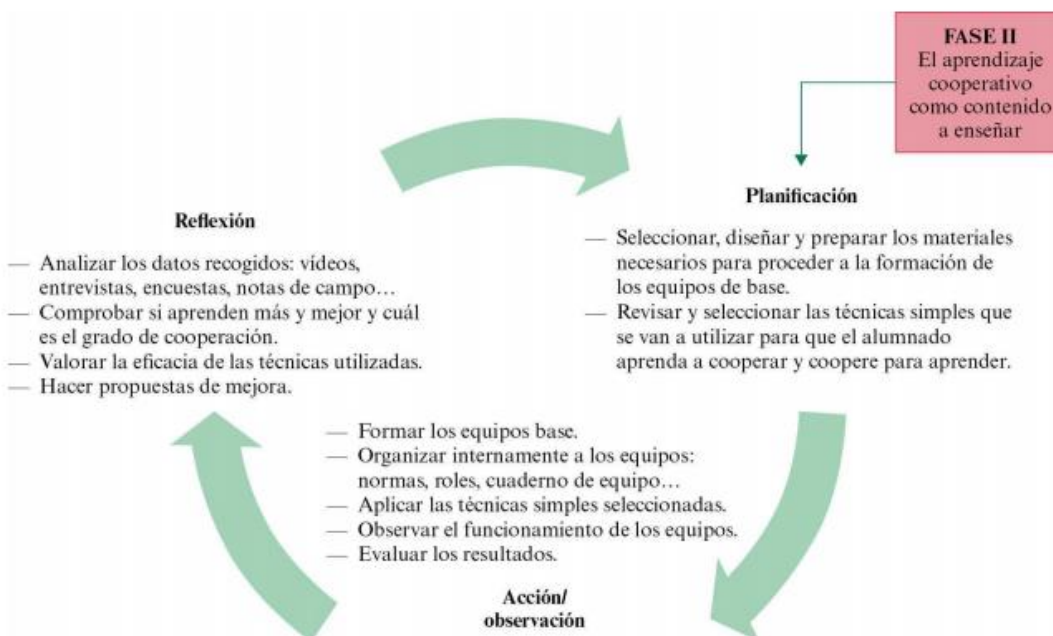 FASE II
El aprendizaje
cooperativo
como contenido
a enseñar
Planificación
— Seleccionar, diseñar y preparar los materiales
necesarios para proceder a la formación de
los equipos de base.
— Revisar y seleccionar las técnicas simples que
se van a utilizar para que el alumnado
aprenda a cooperar y coopere para aprender.
Reflexión
— Analizar los datos recogidos: vídeos,
entrevistas, encuestas, notas de campo…
— Comprobar si aprenden más y mejor y cuál
es el grado de cooperación.
— Valorar la eficacia de las técnicas utilizadas.
— Hacer propuestas de mejora.
— Formar los equipos base.
— Organizar internamente a los equipos:
normas, roles, cuaderno de equipo…
— Aplicar las técnicas simples seleccionadas.
— Observar el funcionamiento de los equipos.
— Evaluar los resultados.
Acción/
observación